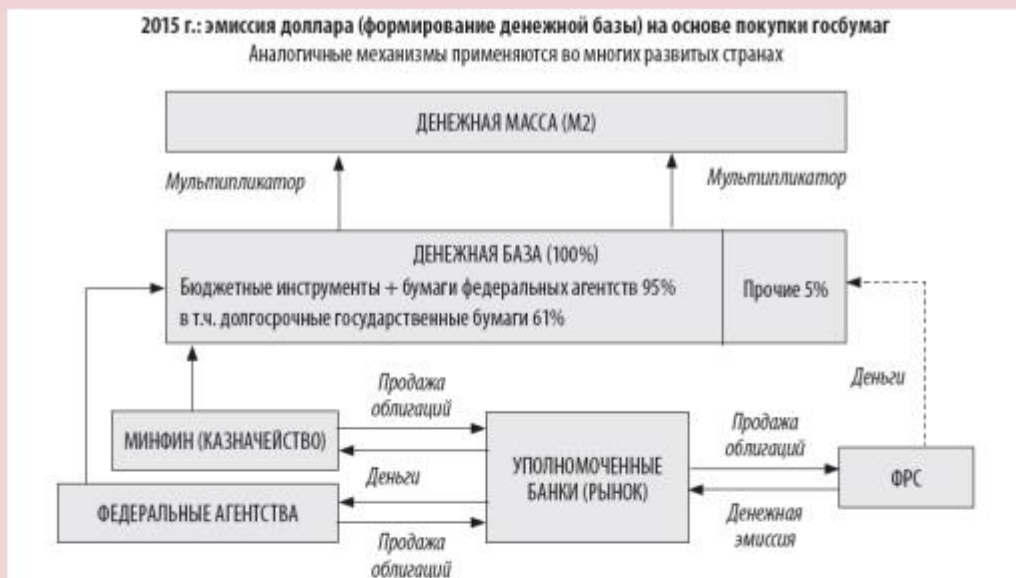 2015 г.: эмиссия доллара (формирование денежной базы) на основе покупки госбумаг
Аналогичные механизмы применяются во многих развитых странах
ДЕНЕЖНАЯ МАССА (М2)
Мультипликатор
Мультипликатор
ДЕНЕЖНАЯ БАЗА (100%)
Бюджетные инструменты + бумаги федеральных агентств 95%
в т.ч. долгосрочные государственные бумаги 61%
Прочие 5%
Деньги
Продажа
облигаций
МИНФИН (КАЗНАЧЕЙСТВО)
Деньги
ФЕДЕРАЛЬНЫЕ АГЕНТСТВА
Продажа
облигаций
УПОЛНОМОЧЕННЫЕ
БАНКИ (РЫНОК)
Продажа
облигаций
Денежная
эмиссия
ФРС